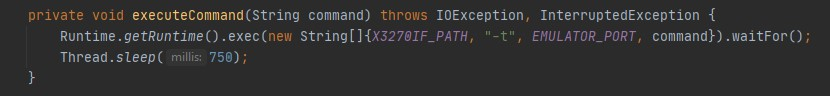 private void executeCommand(String command) throws IOException, InterruptedException {
Runtime.getRuntime().exec(new String[]{X3270IF_PATH, "-t", EMULATOR_PORT, command}).waitFor();
Thread.sleep( millis: 750);
}